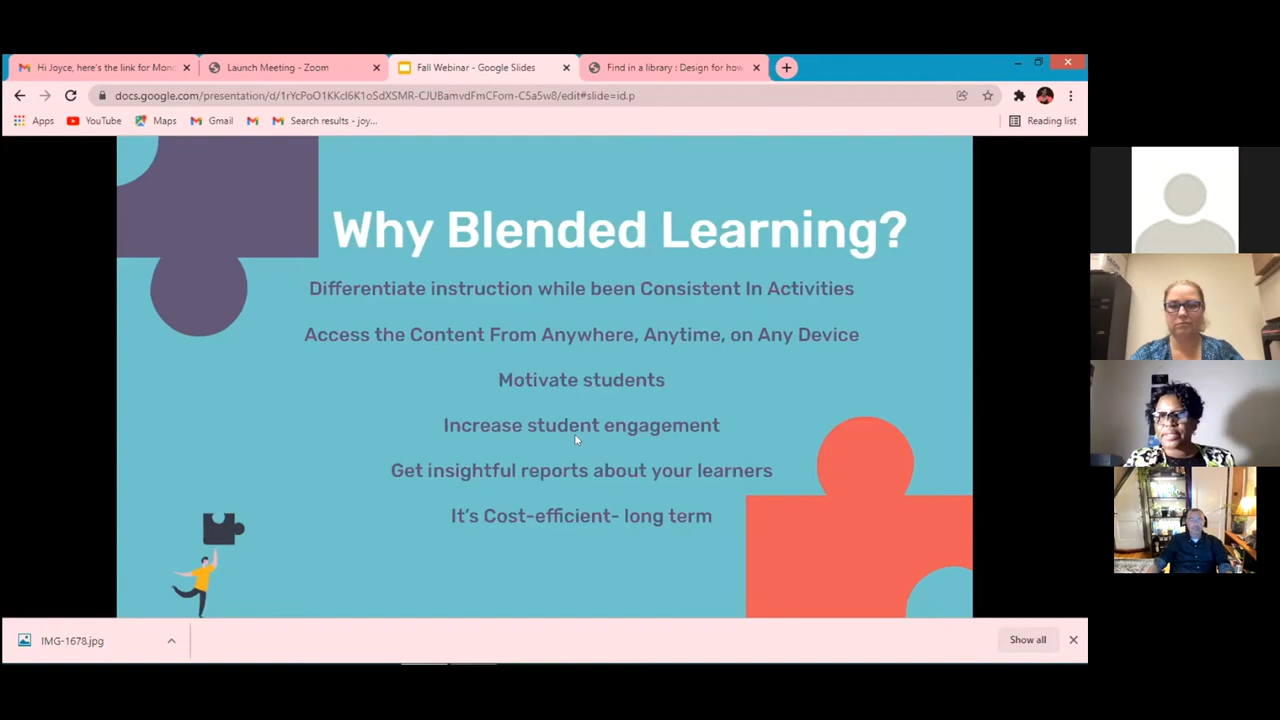 Hi Joyce, here's the link for Mond
Launch Meeting - Zoom
Fall Webinar - Google Slides
Find in a library : Design for how
docs.google.com/presentation/d/1rYcPoO1KKcI6K1oSdXSMR-CJUBamvdFmCFom-C5a5w8/edit#slide=id.p
Apps
YouTube
Maps
Gmail
Search results - joy...
Reading list
Why Blended Learning?
Differentiate instruction while been Consistent In Activities
Access the Content From Anywhere, Anytime, on Any Device
Motivate students
Increase student engagement
Get insightful reports about your learners
It's Cost-efficient- long term
IMG-1678.jpg
Show all